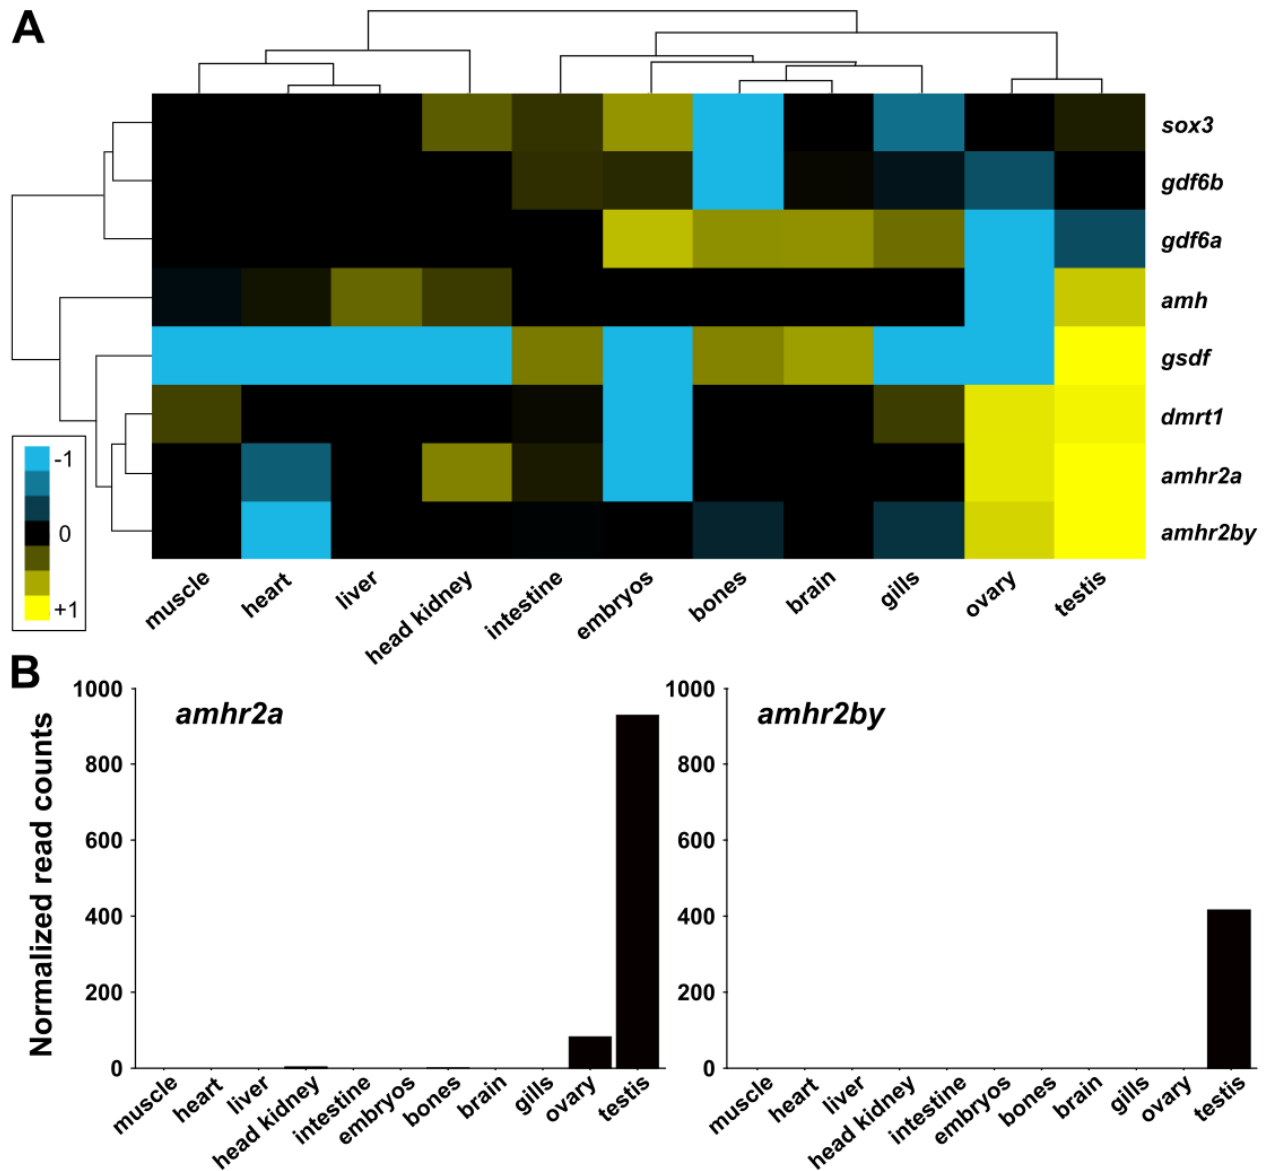 A
sox3
gdf6b
gdf6a
amh
gsdf
dmrt1
amhr2a
amhr2by
-1
0
+1
muscle
heart
liver
head kidney
intestine
embryos
bones
brain
gills
ovary
testis
B
Normalized read counts
1000
800
600
400
200
0
amhr2a
muscle
heart
liver
head kidney
intestine
embryos
bones
brain
gills
ovary
testis
1000
800
600
400
200
0
amhr2by
muscle
heart
liver
head kidney
intestine
embryos
bones
brain
gills
ovary
testis